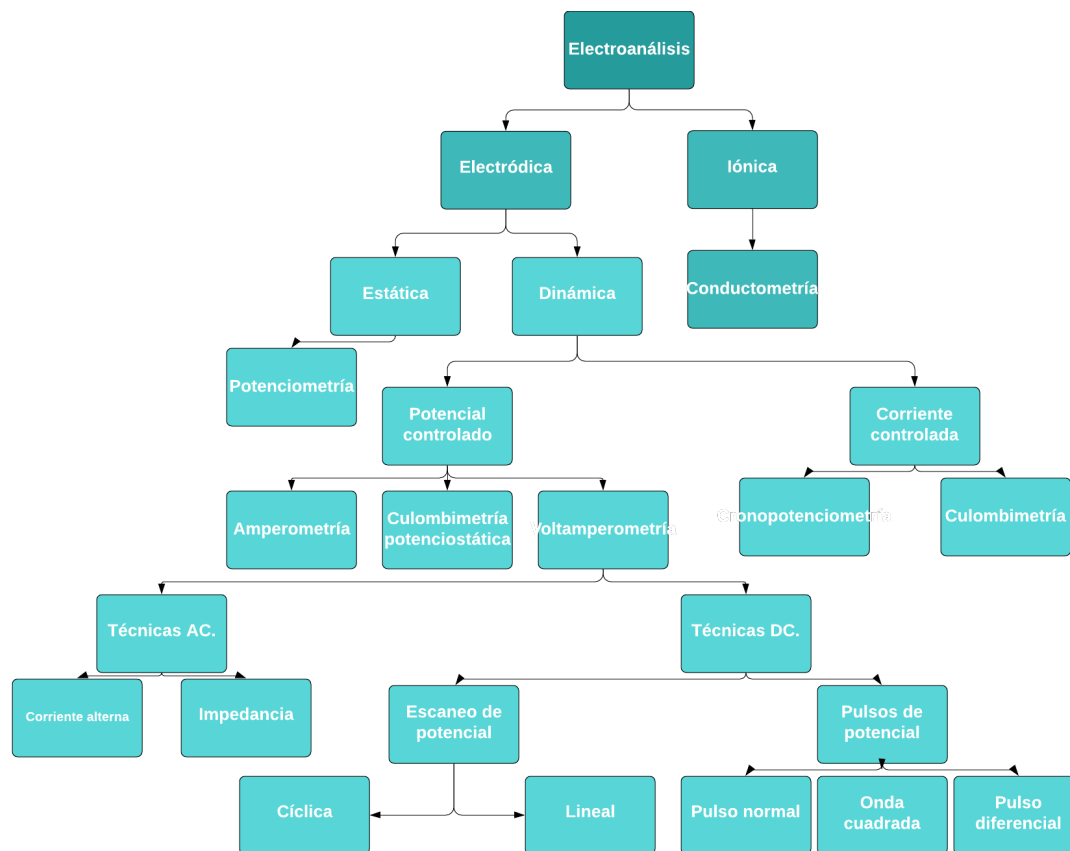 Electroanálisis
Electródica
Iónica
Estática
Dinámica
Conductometría
Potenciometría
Potencial
controlado
Corriente
controlada
Amperometría
Culombimetría
potenciostática
Voltamperometría
Cronopotenciometría
Culombimetría
Técnicas AC.
Técnicas DC.
Corriente alterna
Impedancia
Escaneo de
potencial
Pulsos de
potencial
Cíclica
Lineal
Pulso normal
Onda
cuadrada
Pulso
diferencial